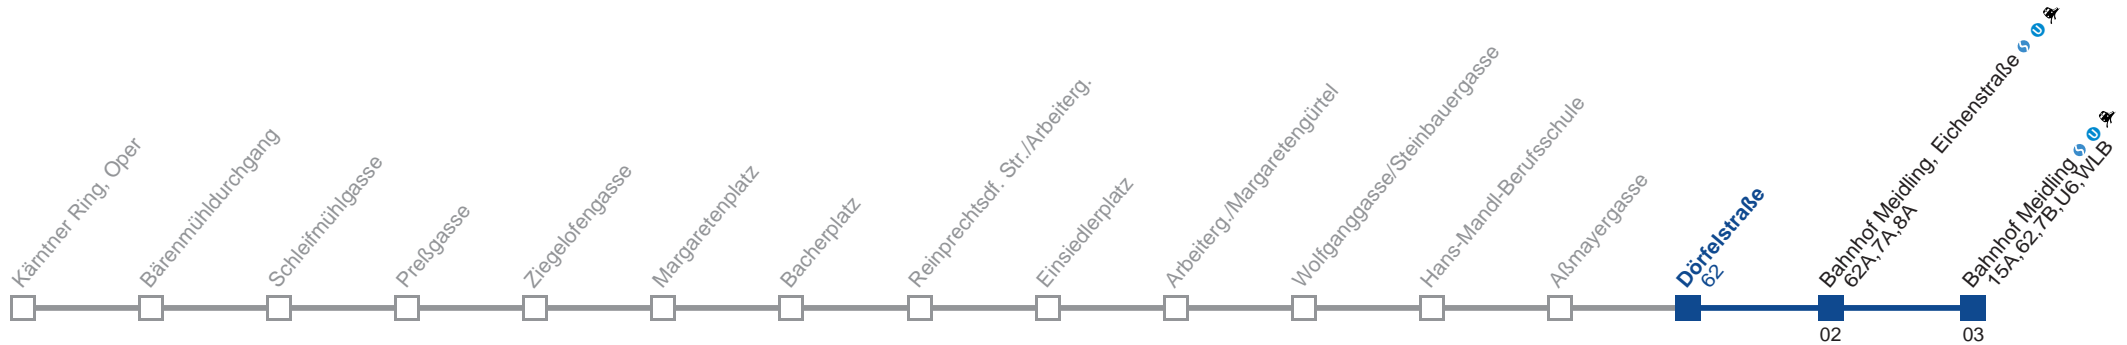 Kärntner Ring, Oper
Bärenmühldurchgang
Schleifmühlgasse
Preßgasse
Ziegelofengasse
Margaretenplatz
Bacherplatz
Reinprechtsdf. Str./Arbeiterg.
Einsiedlerplatz
Arbeiterg./Margaretengürtel
Wolfganggasse/Steinbauergasse
Hans-Mandl-Berufsschule
Aßmayergasse
Dörfelstraße
62
Bahnhof Meidling, Eichenstraße S U
62A,7A,8A
Bahnhof Meidling S U
15A,62,7B,U6,WLB
02
03